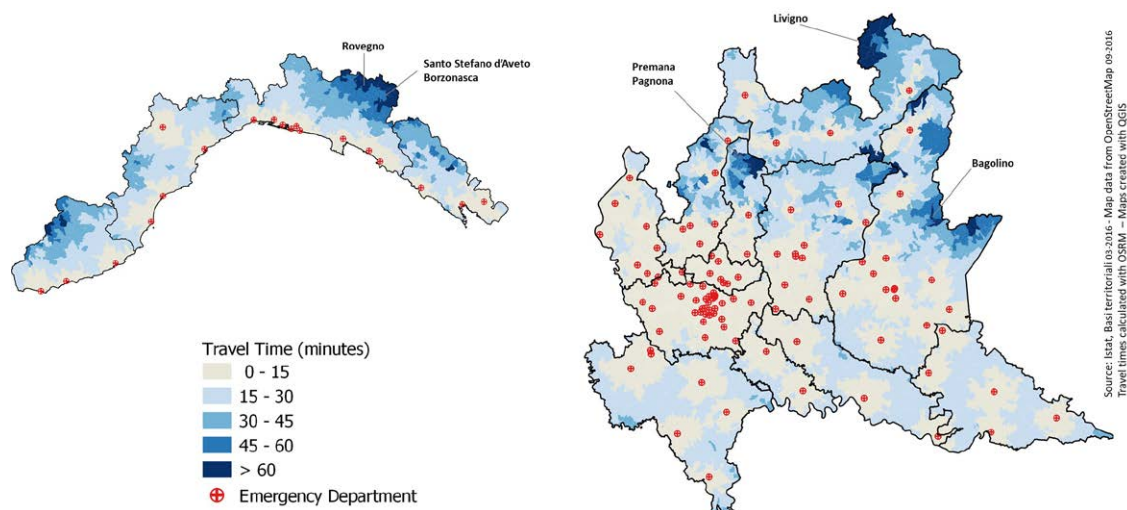 Rovegno
Santo Stefano d'Aveto
Borzonasca
Livigno
Premana
Pagnona
Bagolino
Travel Time (minutes)
0 - 15
15 - 30
30 - 45
45 - 60
> 60
Emergency Department
Source: Istat, Basi territoriali 03-2016 - Map data from OpenStreetMap 09-2016
Travel times calculated with OSRM – Maps created with QGIS